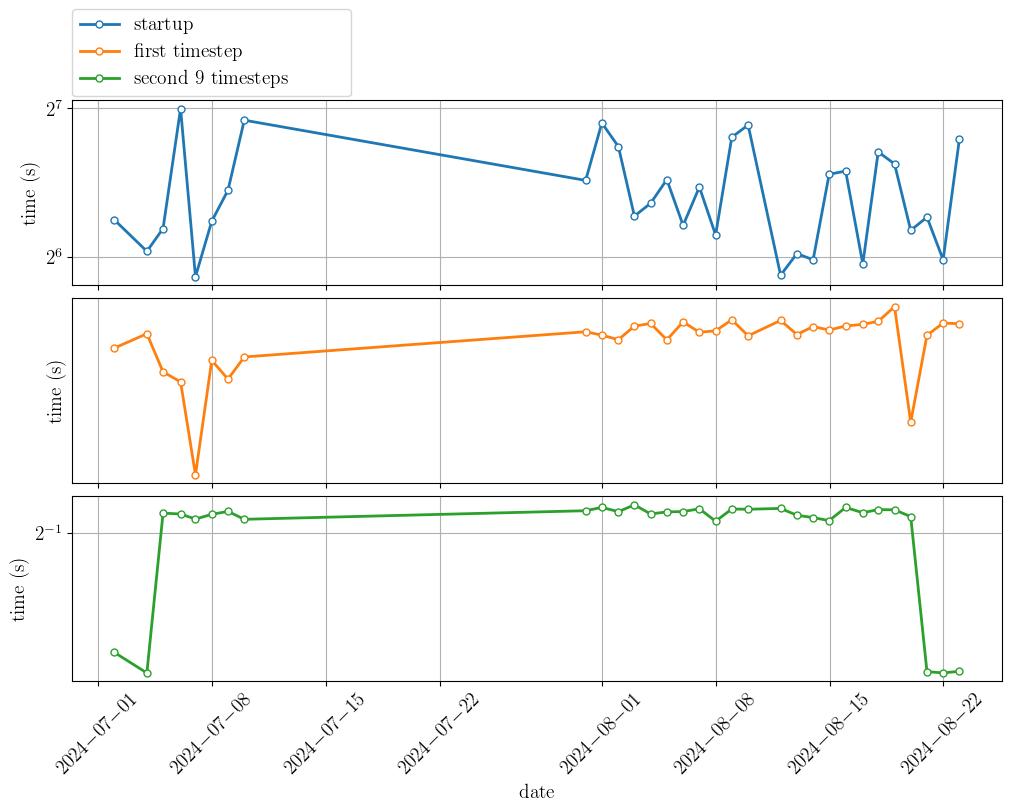 startup
first timestep
second 9 timesteps
2^7
2^6
time (s)
time (s)
2^{-1}
time (s)
2024−07−01
2024−07−08
2024−07−15
2024−07−22
2024−08−01
2024−08−08
2024−08−15
2024−08−22
date